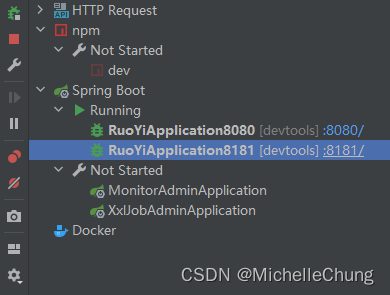 HTTP Request
npm
Not Started
dev
Spring Boot
Running
RuoYiApplication8080 [devtools] :8080/
RuoYiApplication8181 [devtools] :8181/
Not Started
MonitorAdminApplication
XxlJobAdminApplication
Docker
CSDN @MichelleChung